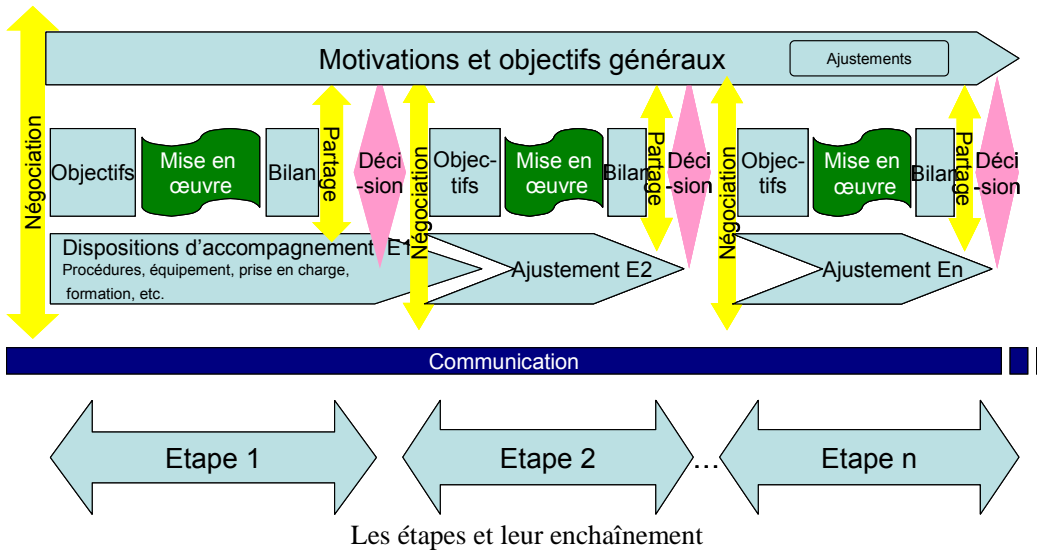 Motivations et objectifs généraux
Ajustements
Négociation
Objectifs
Mise en
œuvre
Bilan
Partage
Déci
-sion
Négociation
Objec-
tifs
Mise en
œuvre
Bilan
Partage
Déci
-sion
Négociation
Objec-
tifs
Mise en
œuvre
Bilan
Partage
Déci
-sion
Dispositions d'accompagnement E1
Procédures, équipement, prise en charge,
formation, etc.
Ajustement E2
Ajustement En
Communication
Etape 1
Etape 2
...
Etape n
Les étapes et leur enchaînement